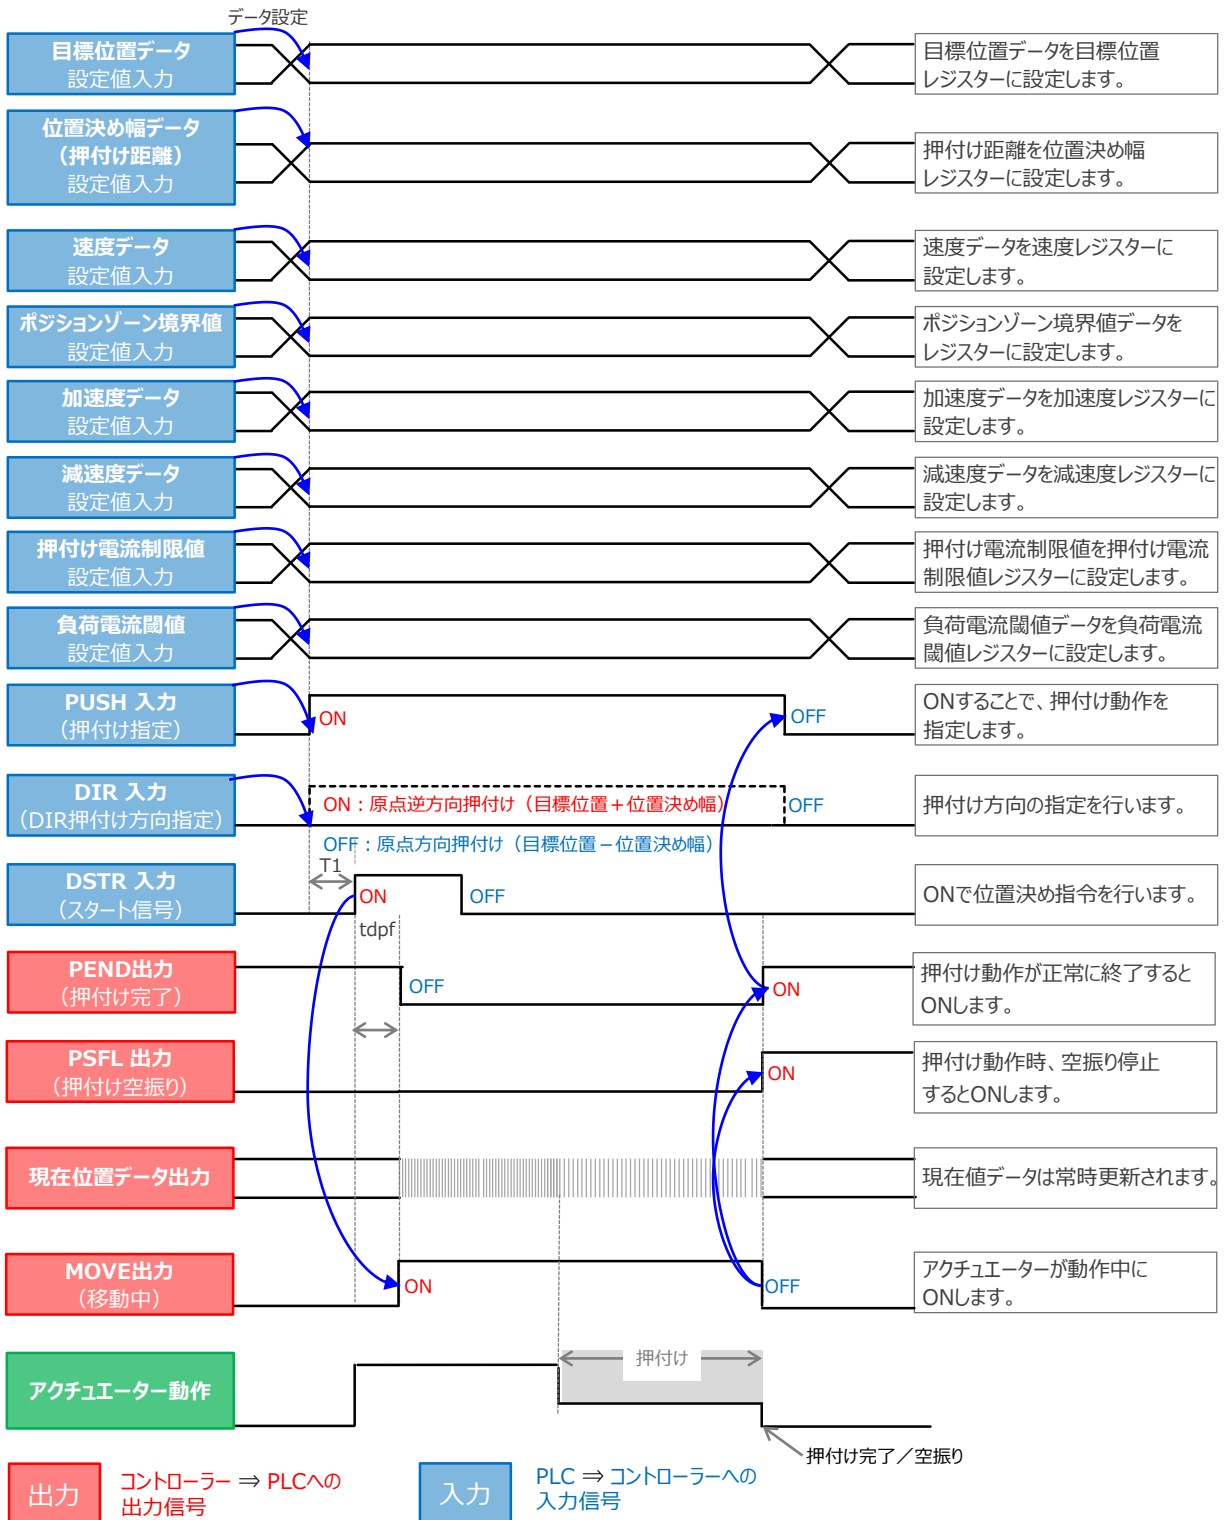 データ設定
目標位置データ
設定値入力
目標位置データを目標位置
レジスターに設定します。
位置決め幅データ
（押付け距離）
設定値入力
押付け距離を位置決め幅
レジスターに設定します。
速度データ
設定値入力
速度データを速度レジスターに
設定します。
ポジションゾーン境界値
設定値入力
ポジションゾーン境界値データを
レジスターに設定します。
加速度データ
設定値入力
加速度データを加速度レジスターに
設定します。
減速度データ
設定値入力
減速度データを減速度レジスターに
設定します。
押付け電流制限値
設定値入力
押付け電流制限値を押付け電流
制限値レジスターに設定します。
負荷電流閾値
設定値入力
負荷電流閾値データを負荷電流
閾値レジスターに設定します。
PUSH 入力
（押付け指定）
ON
OFF
ONすることで、押付け動作を
指定します。
DIR 入力
（DIR押付け方向指定）
ON：原点逆方向押付け（目標位置＋位置決め幅）
OFF
OFF：原点方向押付け（目標位置－位置決め幅）
押付け方向の指定を行います。
T1
DSTR 入力
（スタート信号）
ON
OFF
ONで位置決め指令を行います。
tdpf
PEND出力
（押付け完了）
OFF
ON
押付け動作が正常に終了すると
ONします。
PSFL 出力
（押付け空振り）
ON
押付け動作時、空振り停止
するとONします。
現在位置データ出力
現在値データは常時更新されます。
MOVE出力
（移動中）
ON
OFF
アクチュエーターが動作中に
ONします。
アクチュエーター動作
押付け
押付け完了／空振り
出力
コントローラー ⇒ PLCへの
出力信号
入力
PLC ⇒ コントローラーへの
入力信号